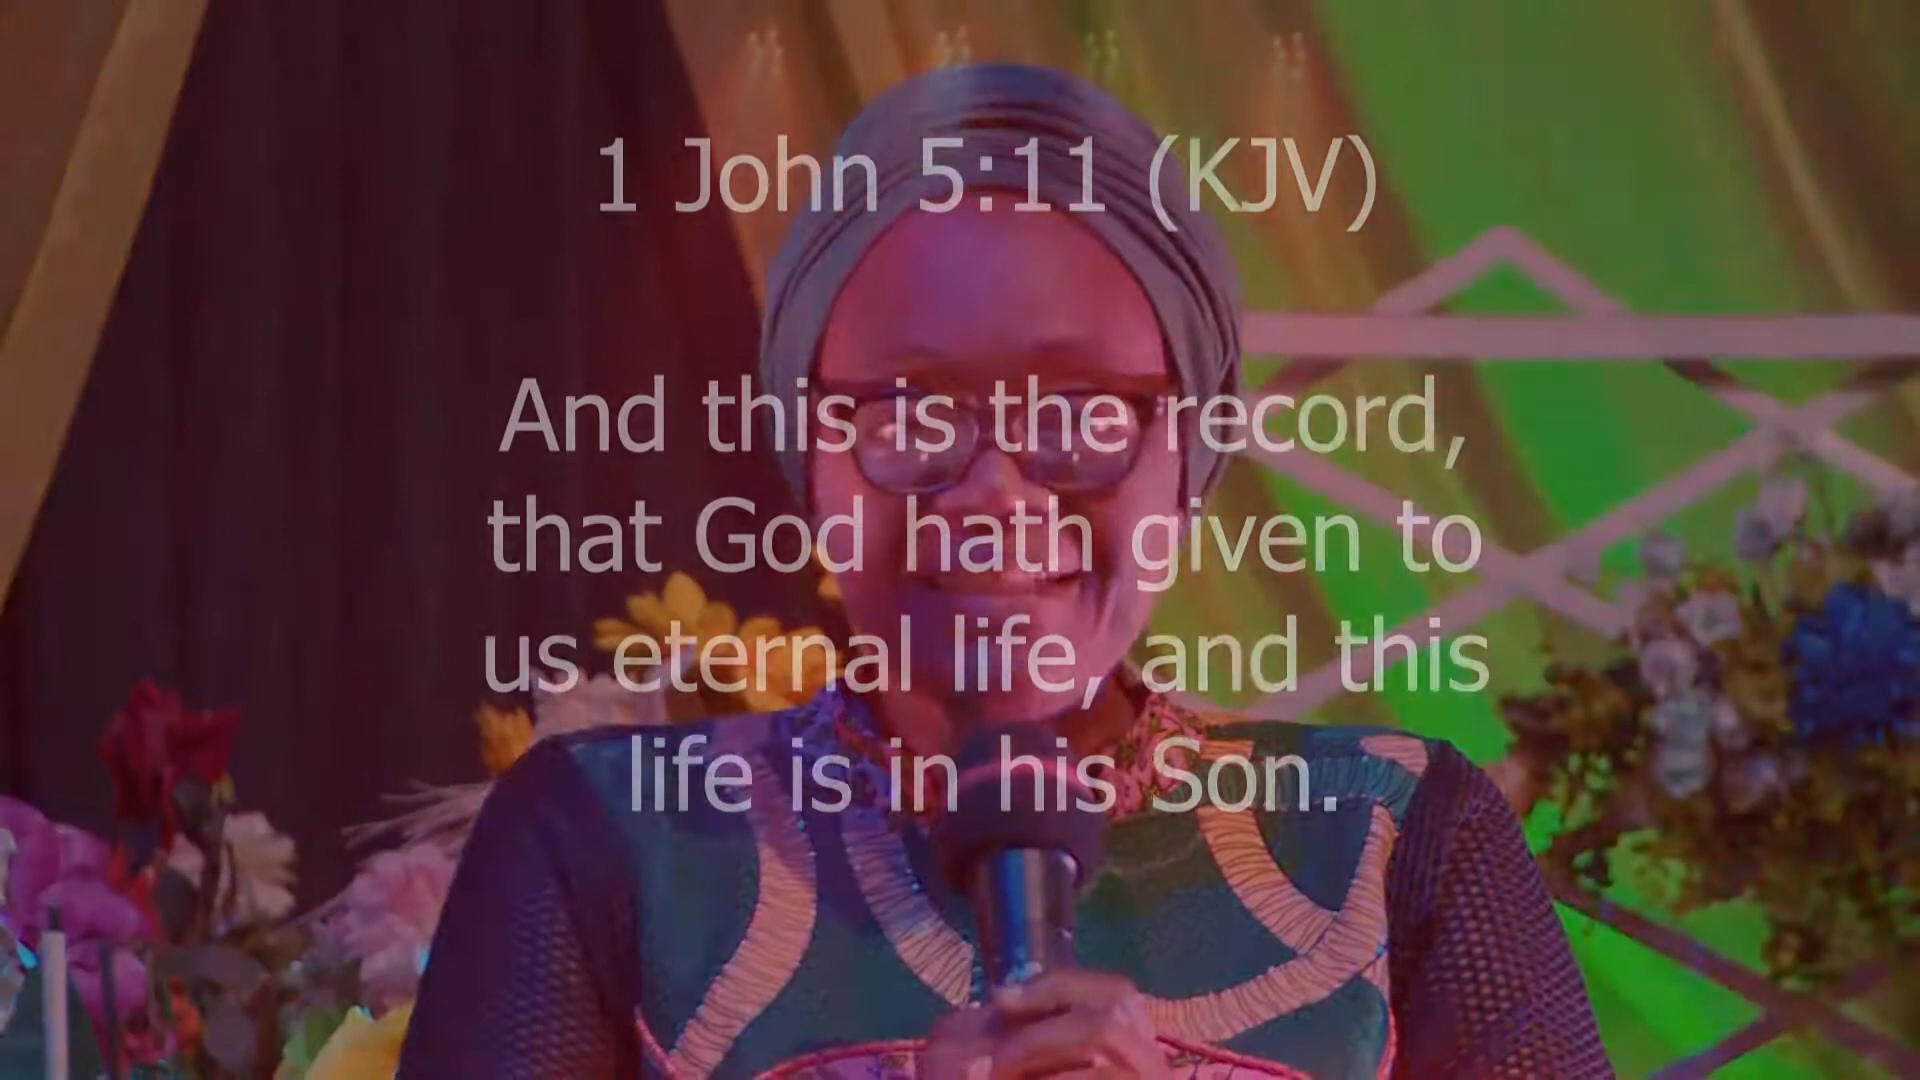 1 John 5:11 (KJV)
And this is the record,
that God hath given to
us eternal life, and this
life is in his Son.